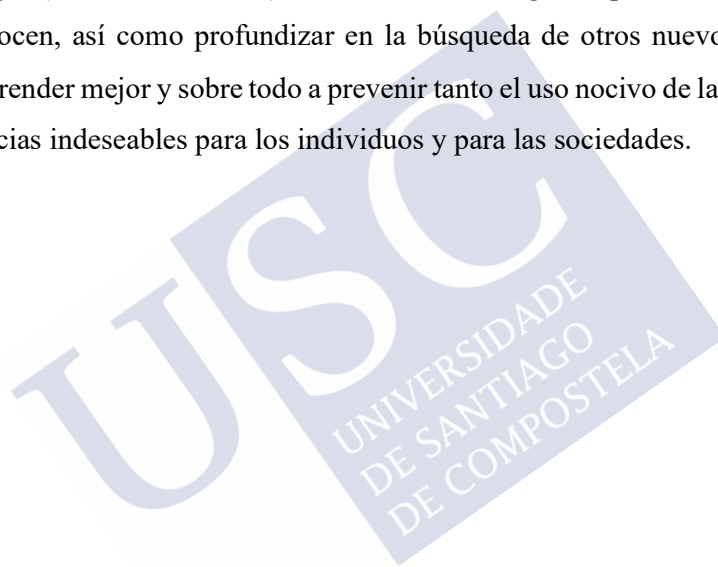 ocen, así como profundizar en la búsqueda de otros nuevo
render mejor y sobre todo a prevenir tanto el uso nocivo de la
cias indeseables para los individuos y para las sociedades.
USC
UNIVERSIDADE
DE SANTIAGO
DE COMPOSTELA